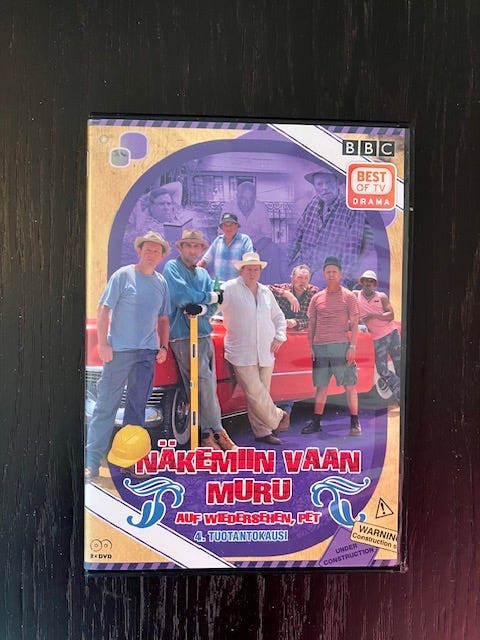 BBC
BEST
OF TV
DRAMA
NÄKEMIIN VAAN
MURU
AUF WIEDERSEHEN, PET
4. TUOTANTOKAUSI
WARNING
Construction s
UNDER
CONSTRUCTION
2×DVD